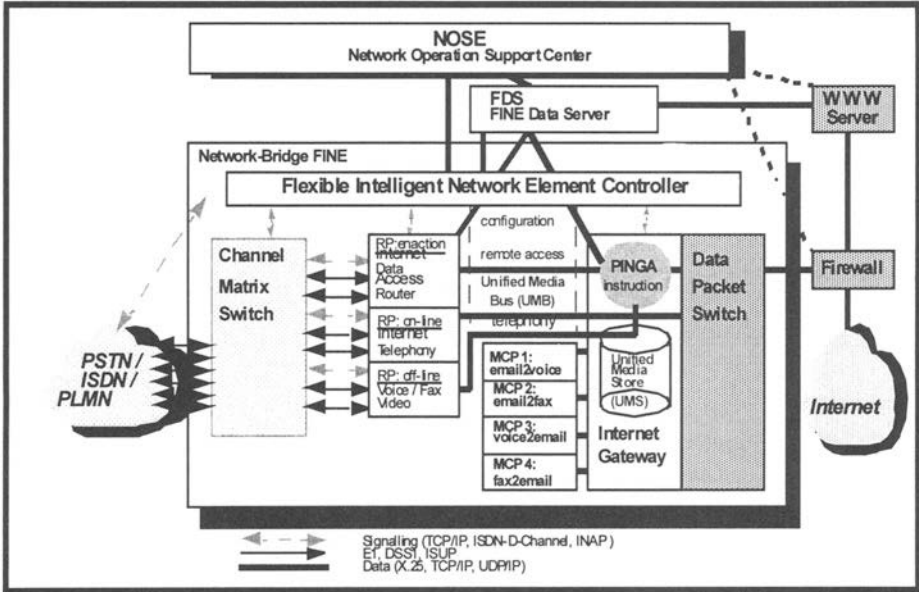 NOSE
Network Operation Support Center
FDS
FINE Data Server
WWW
Server
Network-Bridge FINE
Flexible Intelligent Network Element Controller
configuration
remote access
Unified Media
Bus (UMB)
telephony
Channel
Matrix
Switch
RP:enaction
Internet
Data
Access
Router
RP: on-line
Internet
Telephony
RP: off-line
Voice / Fax
Video
PINGA
instruction
Data
Packet
Switch
Firewall
PSTN /
ISDN /
PLMN
MCP 1:
email2voice
MCP 2:
email2fax
MCP 3:
voice2email
MCP 4:
fax2email
Unified
Media
Store
(UMS)
Internet
Gateway
Internet
Signalling (TCP/IP, ISDN-D-Channel, INAP)
E1, DSS1, ISUP
Data (X.25, TCP/IP, UDP/IP)